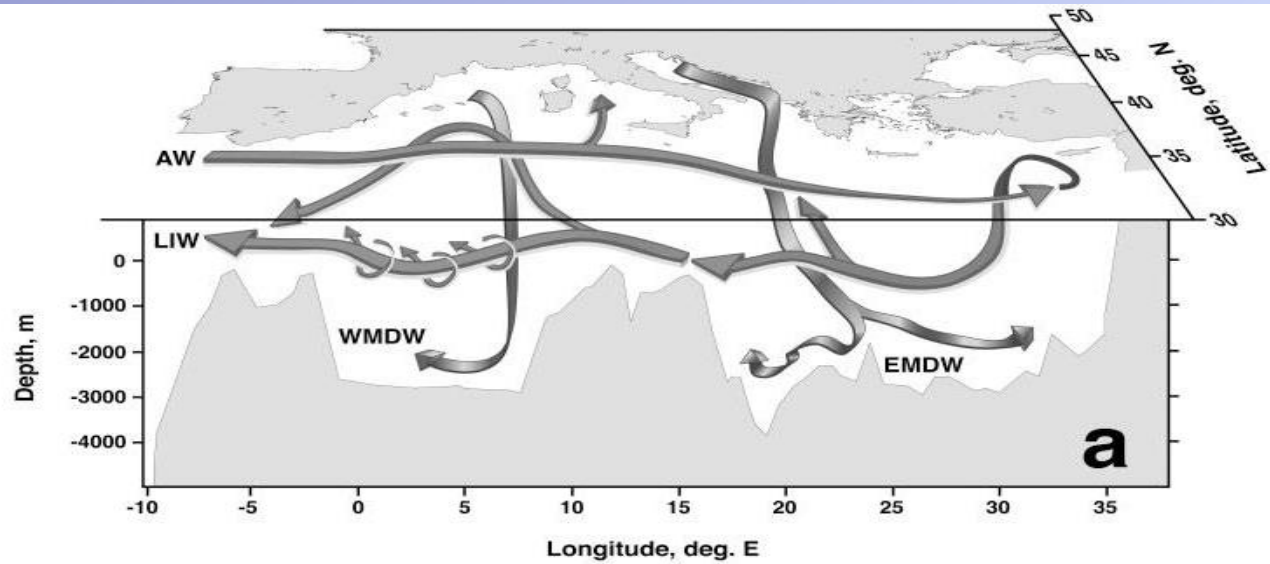 50
45
40
35
30
Latitude, deg. N
AW
LIW
WMDW
EMDW
a
Depth, m
0
-1000
-2000
-3000
-4000
-10 -5 0 5 10 15 20 25 30 35
Longitude, deg. E